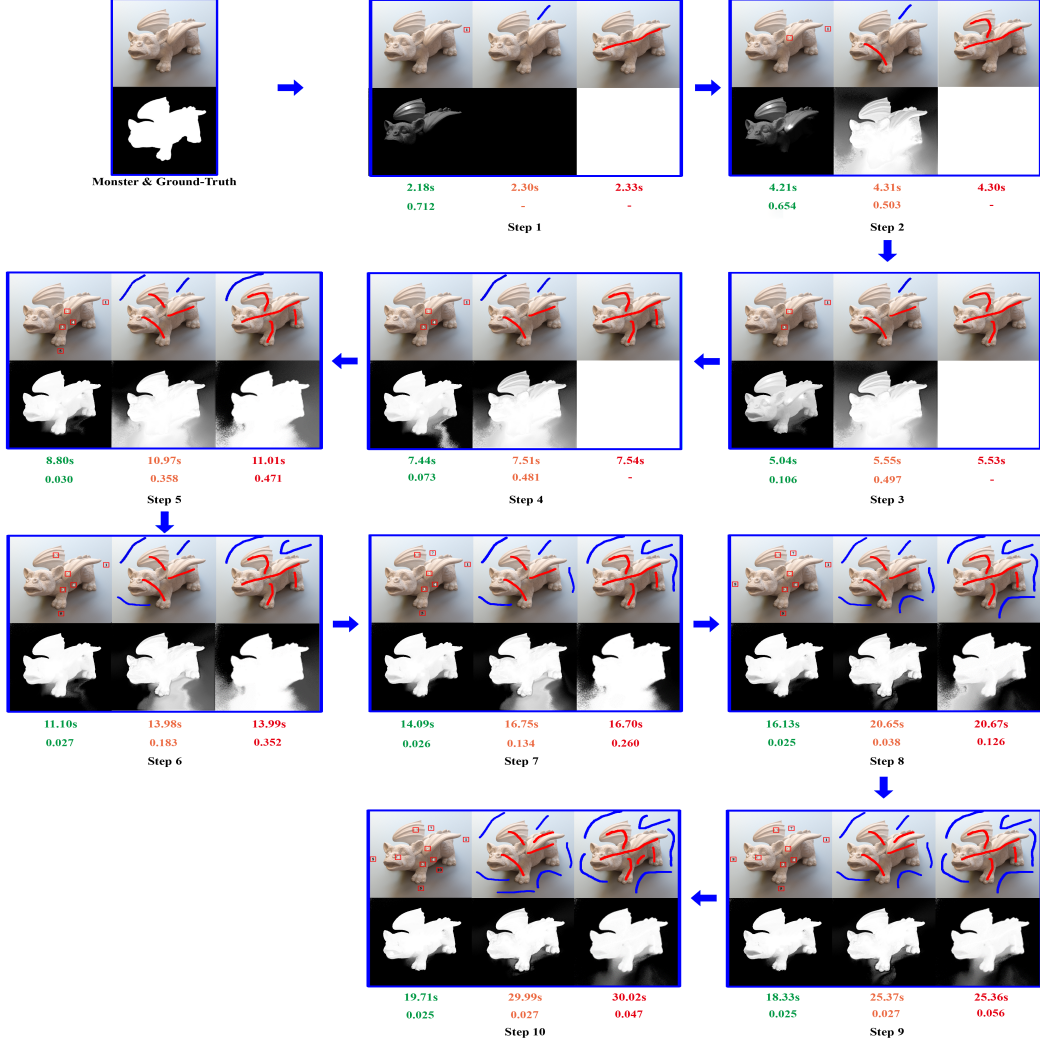 Monster & Ground-Truth
2.18s 2.30s 2.33s
0.712 - -
Step 1
4.21s 4.31s 4.30s
0.654 0.503 -
Step 2
5.04s 5.55s 5.53s
0.106 0.497 -
Step 3
7.44s 7.51s 7.54s
0.073 0.481 -
Step 4
8.80s 10.97s 11.01s
0.030 0.358 0.471
Step 5
11.10s 13.98s 13.99s
0.027 0.183 0.352
Step 6
14.09s 16.75s 16.70s
0.026 0.134 0.260
Step 7
16.13s 20.65s 20.67s
0.025 0.038 0.126
Step 8
18.33s 25.37s 25.36s
0.025 0.027 0.056
Step 9
19.71s 29.99s 30.02s
0.025 0.027 0.047
Step 10